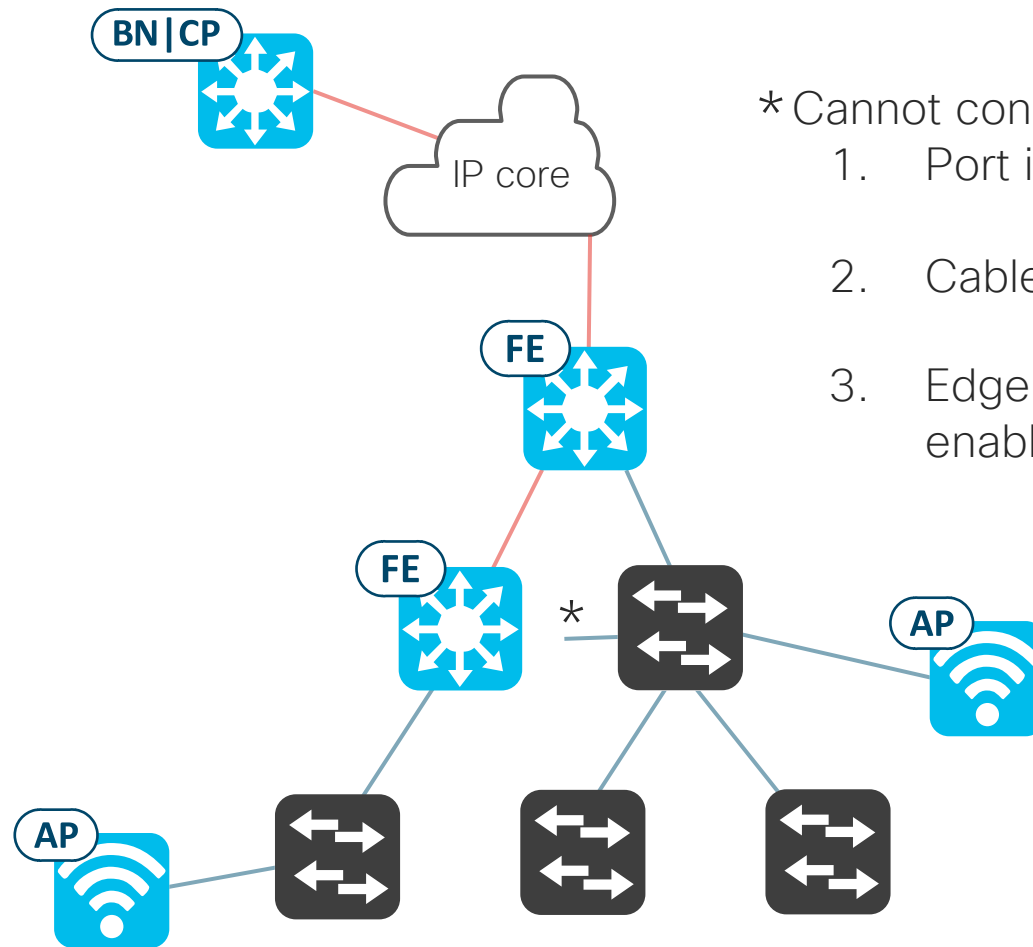 BN|CP
IP core
* Cannot con
1. Port i
2. Cable
3. Edge
enabl
FE
FE
*
AP
AP